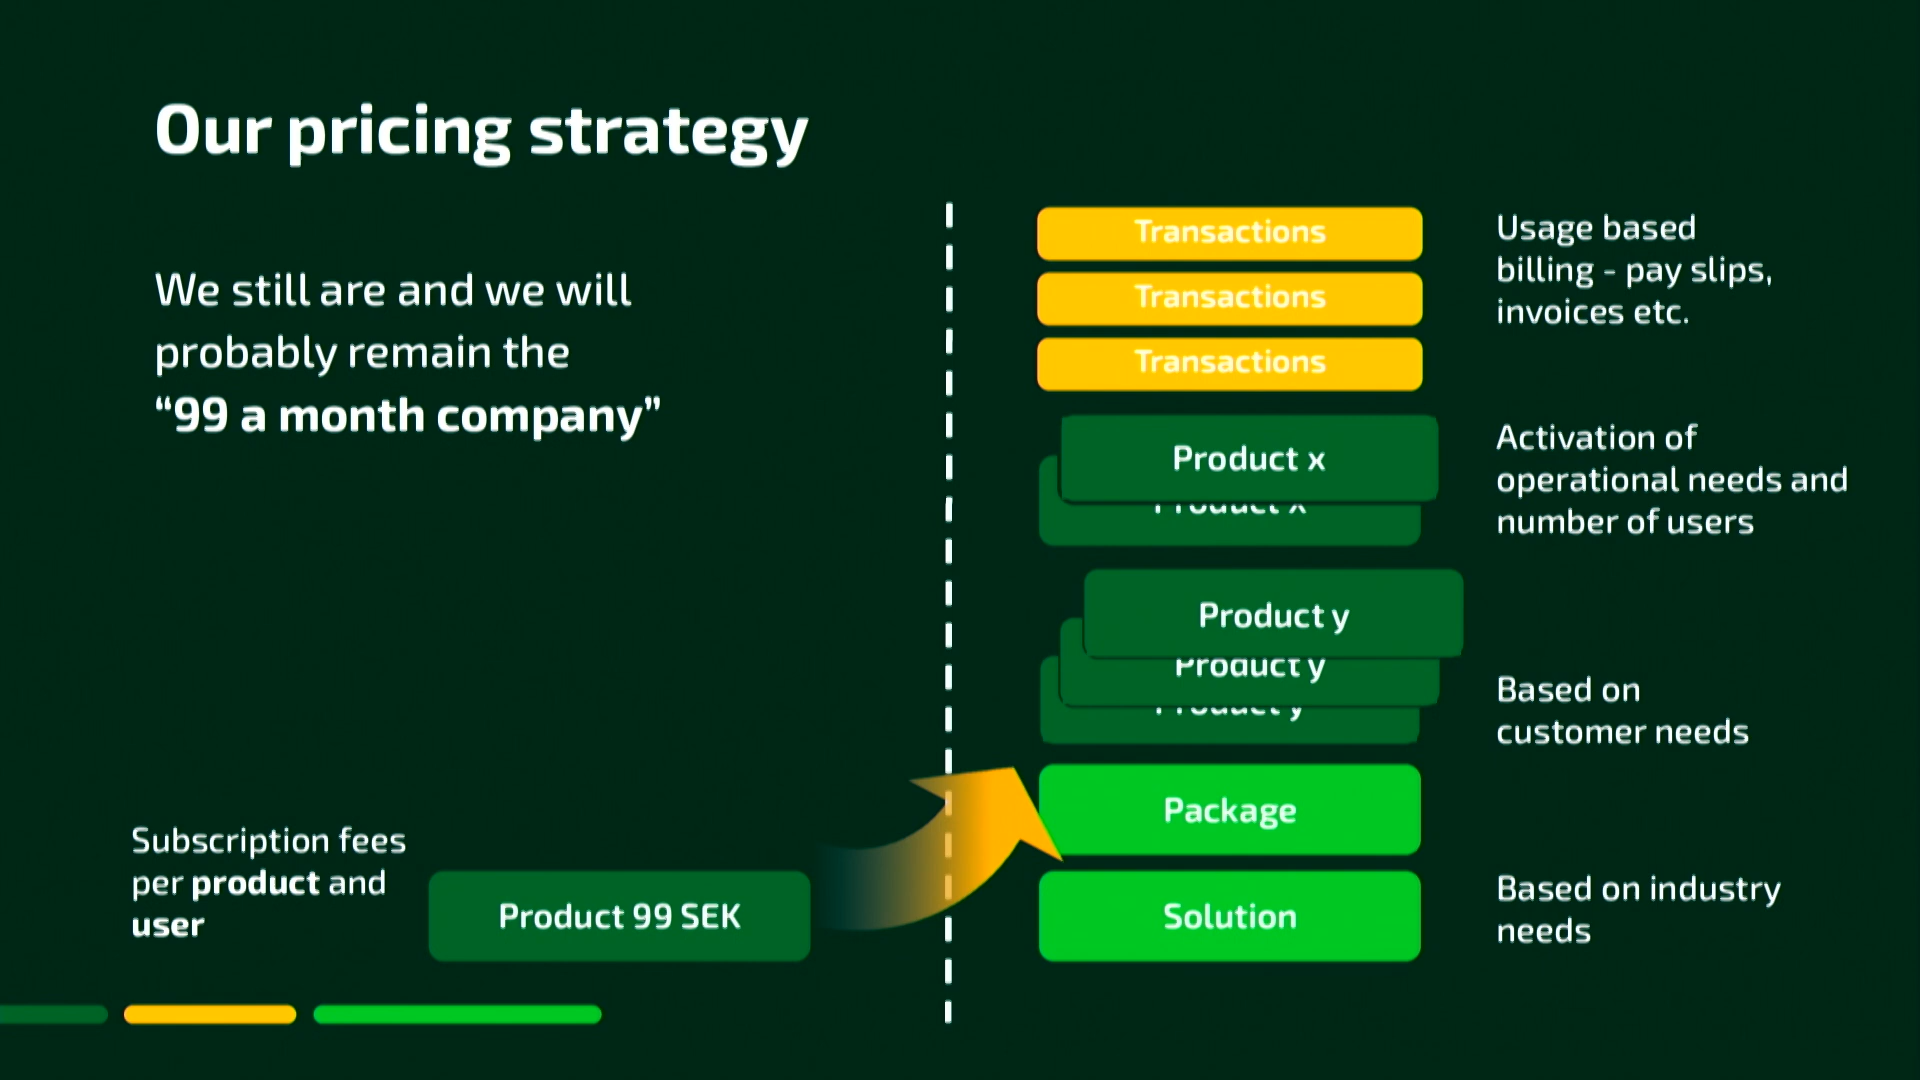 Our pricing strategy
We still are and we will
probably remain the
“99 a month company”
Subscription fees
per product and
user
Product 99 SEK
Transactions
Transactions
Transactions
Usage based
billing - pay slips,
invoices etc.
Product x
Product x
Activation of
operational needs and
number of users
Product y
Product y
Product y
Based on
customer needs
Package
Solution
Based on industry
needs